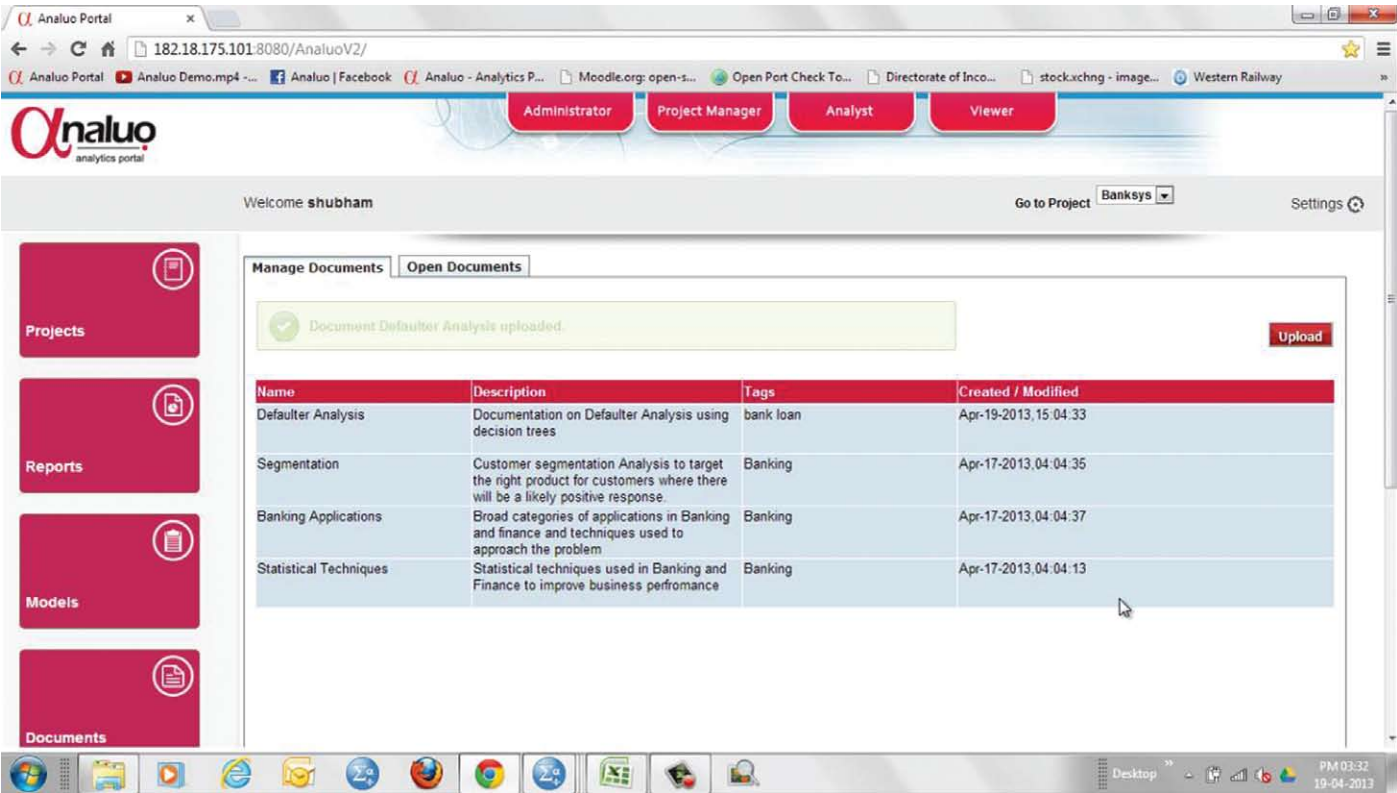 Analuo Portal
182.18.175.101:8080/AnaluoV2/
Analuo Portal Analuo Demo.mp4 -... Analuo | Facebook Analuo - Analytics P... Moodle.org: open-s... Open Port Check To... Directorate of Inco... stock.xchng - image... Western Railway
Administrator Project Manager Analyst Viewer
αnaluo
analytics portal
Welcome shubham Go to Project Banksys Settings
Manage Documents Open Documents
Document Defaulter Analysis uploaded.
Upload
Projects
Reports
Models
Documents
Name Description Tags Created / Modified
Defaulter Analysis Documentation on Defaulter Analysis using bank loan Apr-19-2013,15:04:33
decision trees
Segmentation Customer segmentation Analysis to target Banking Apr-17-2013,04:04:35
the right product for customers where there
will be a likely positive response.
Banking Applications Broad categories of applications in Banking Banking Apr-17-2013,04:04:37
and finance and techniques used to
approach the problem
Statistical Techniques Statistical techniques used in Banking and Banking Apr-17-2013,04:04:13
Finance to improve business perfromance
Desktop
PM 03:32
19-04-2013